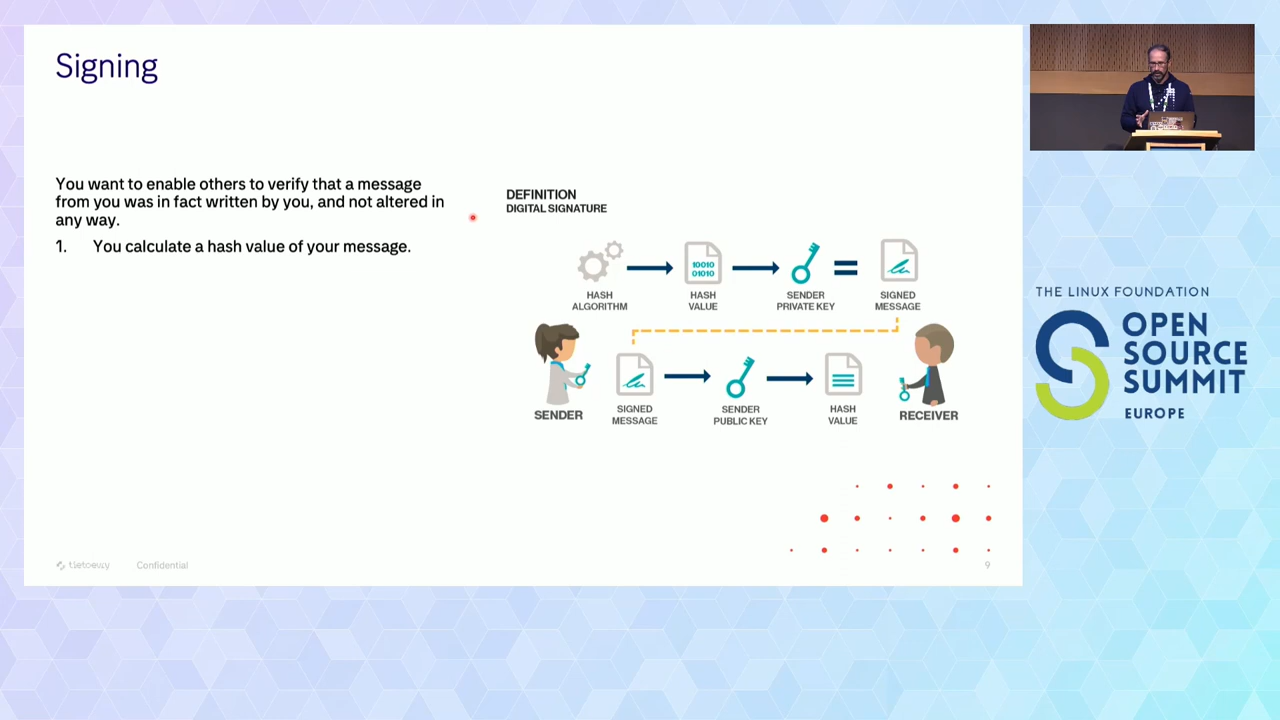 Signing
You want to enable others to verify that a message
from you was in fact written by you, and not altered in
any way.
1. You calculate a hash value of your message.
DEFINITION
DIGITAL SIGNATURE
10010
01010
HASH
ALGORITHM
HASH
VALUE
SENDER
PRIVATE KEY
SIGNED
MESSAGE
SENDER
SIGNED
MESSAGE
SENDER
PUBLIC KEY
HASH
VALUE
RECEIVER
tietoevry
Confidential
9
THE LINUX FOUNDATION
OPEN
SOURCE
SUMMIT
EUROPE